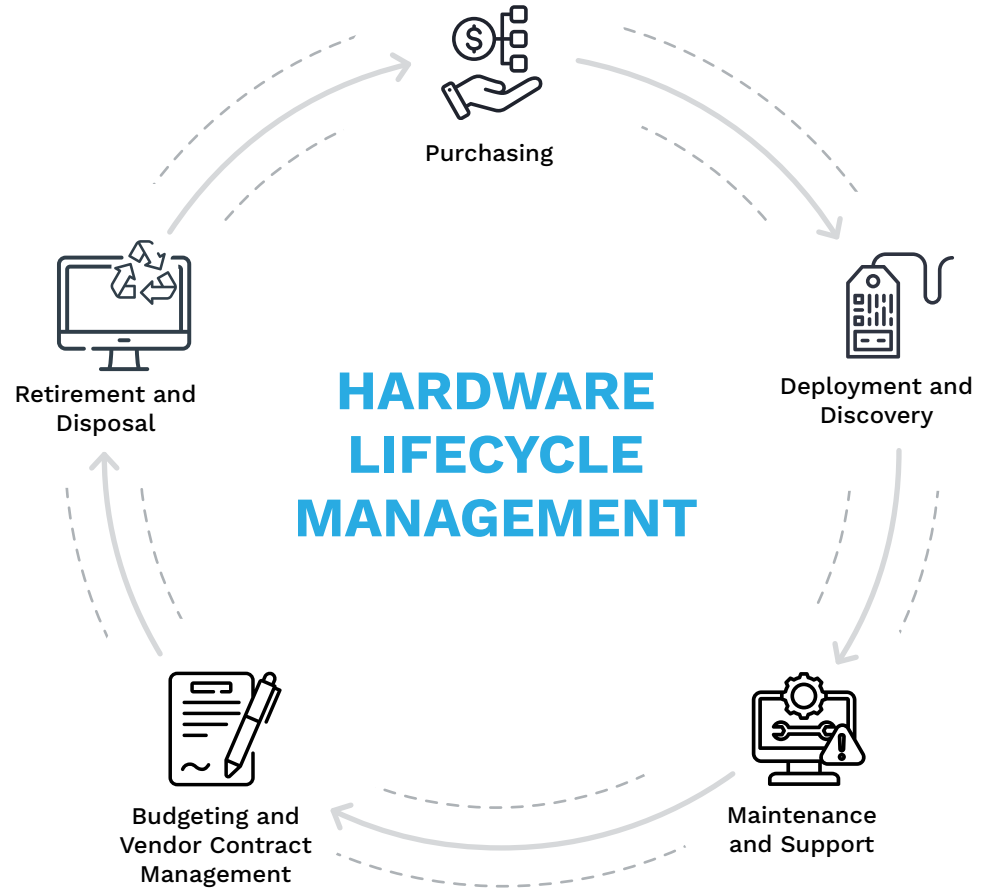 Purchasing
Deployment and
Discovery
Maintenance
and Support
Budgeting and
Vendor Contract
Management
Retirement and
Disposal
HARDWARE
LIFECYCLE
MANAGEMENT